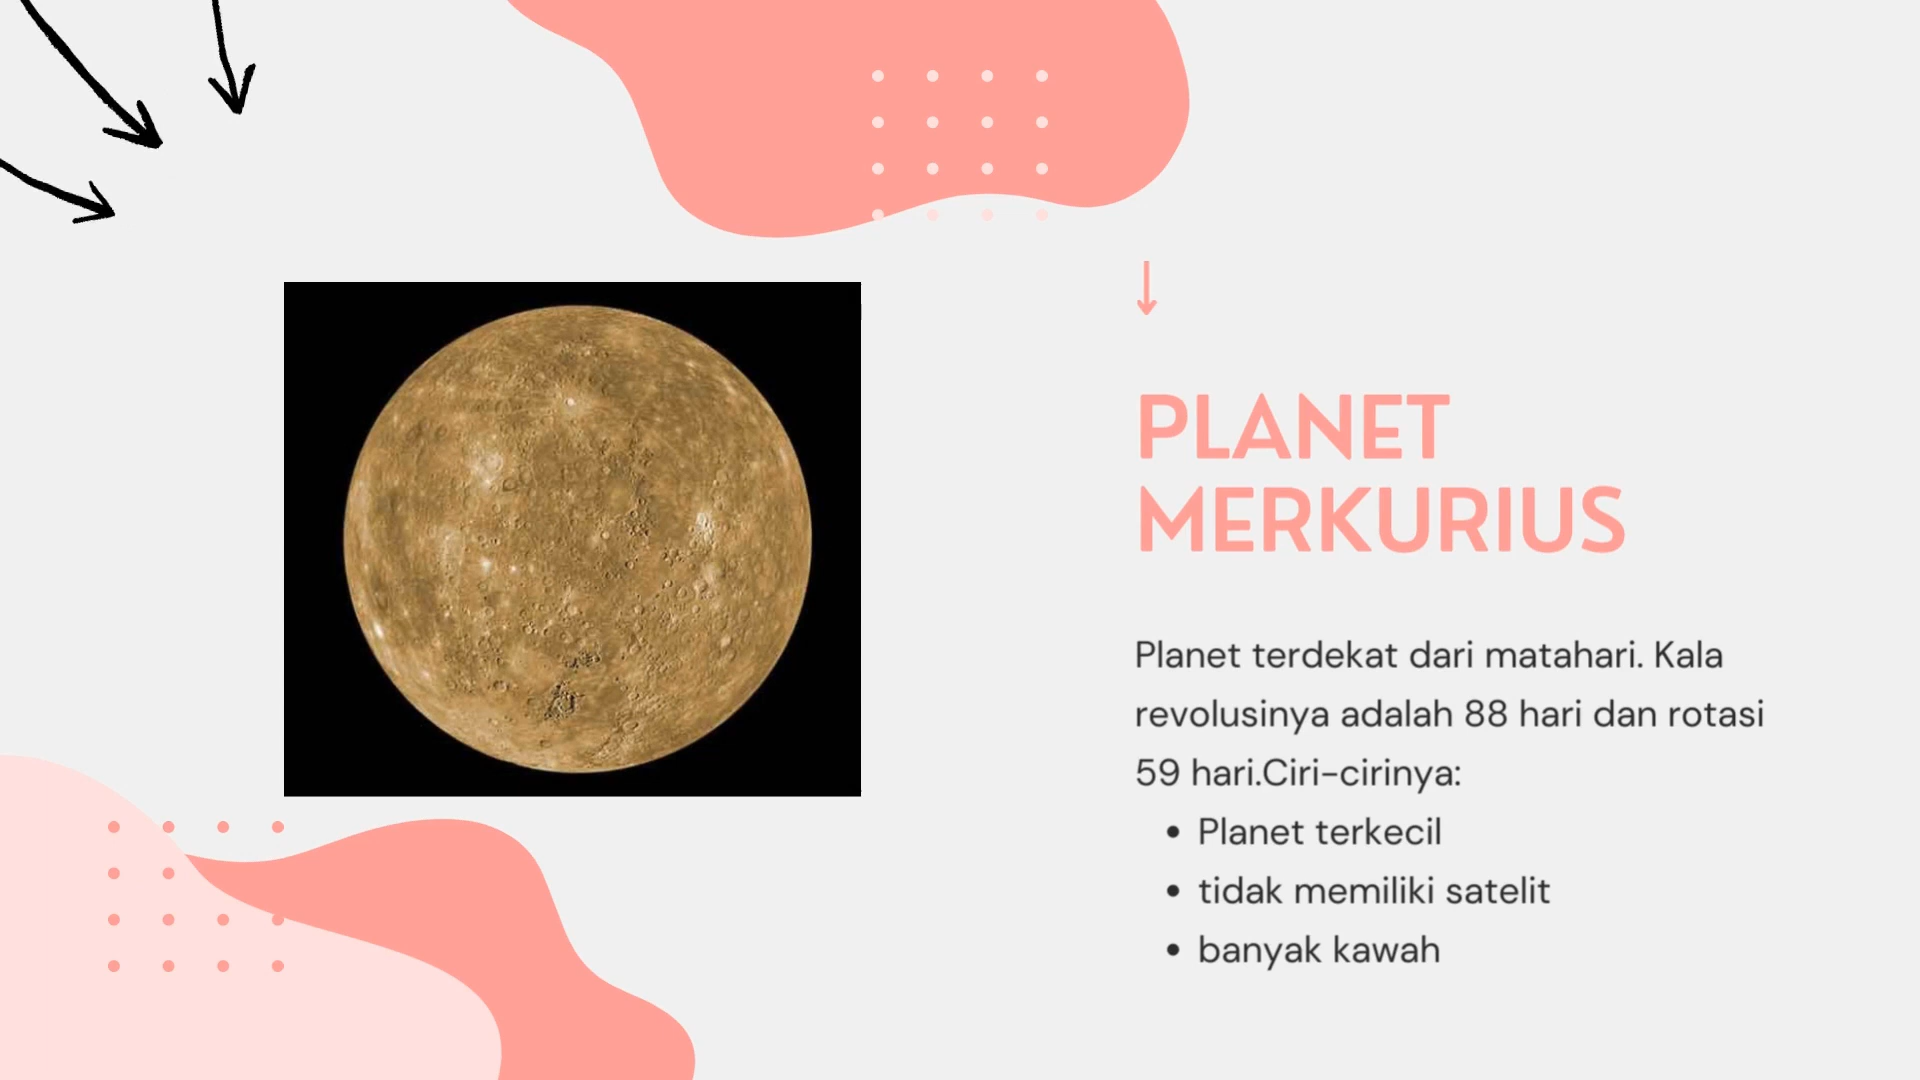 PLANET
MERKURIUS
Planet terdekat dari matahari. Kala
revolusinya adalah 88 hari dan rotasi
59 hari.Ciri-cirinya:
• Planet terkecil
• tidak memiliki satelit
• banyak kawah